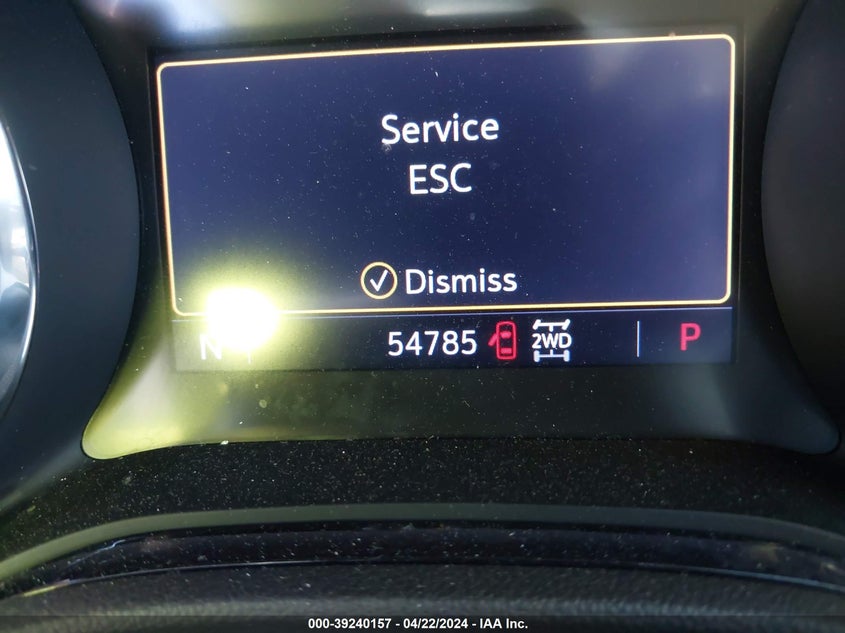 Service
ESC
Dismiss
N 54785 2WD P
000-39240157 - 04/22/2024 - IAA Inc.